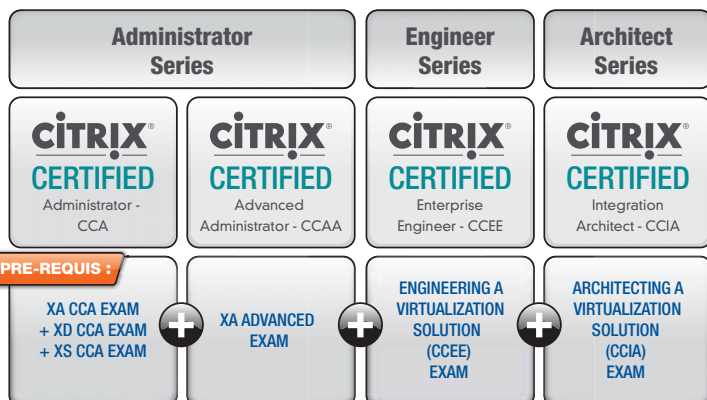 Administrator
Series
Engineer
Series
Architect
Series
CiTRIX®
CERTIFIED
Administrator -
CCA
CiTRIX®
CERTIFIED
Advanced
Administrator - CCAA
CiTRIX®
CERTIFIED
Enterprise
Engineer - CCEE
CiTRIX®
CERTIFIED
Integration
Architect - CCIA
PRE-REQUIS :
XA CCA EXAM
+ XD CCA EXAM
+ XS CCA EXAM
+
XA ADVANCED
EXAM
+
ENGINEERING A
VIRTUALIZATION
SOLUTION
(CCEE)
EXAM
+
ARCHITECTING A
VIRTUALIZATION
SOLUTION
(CCIA)
EXAM